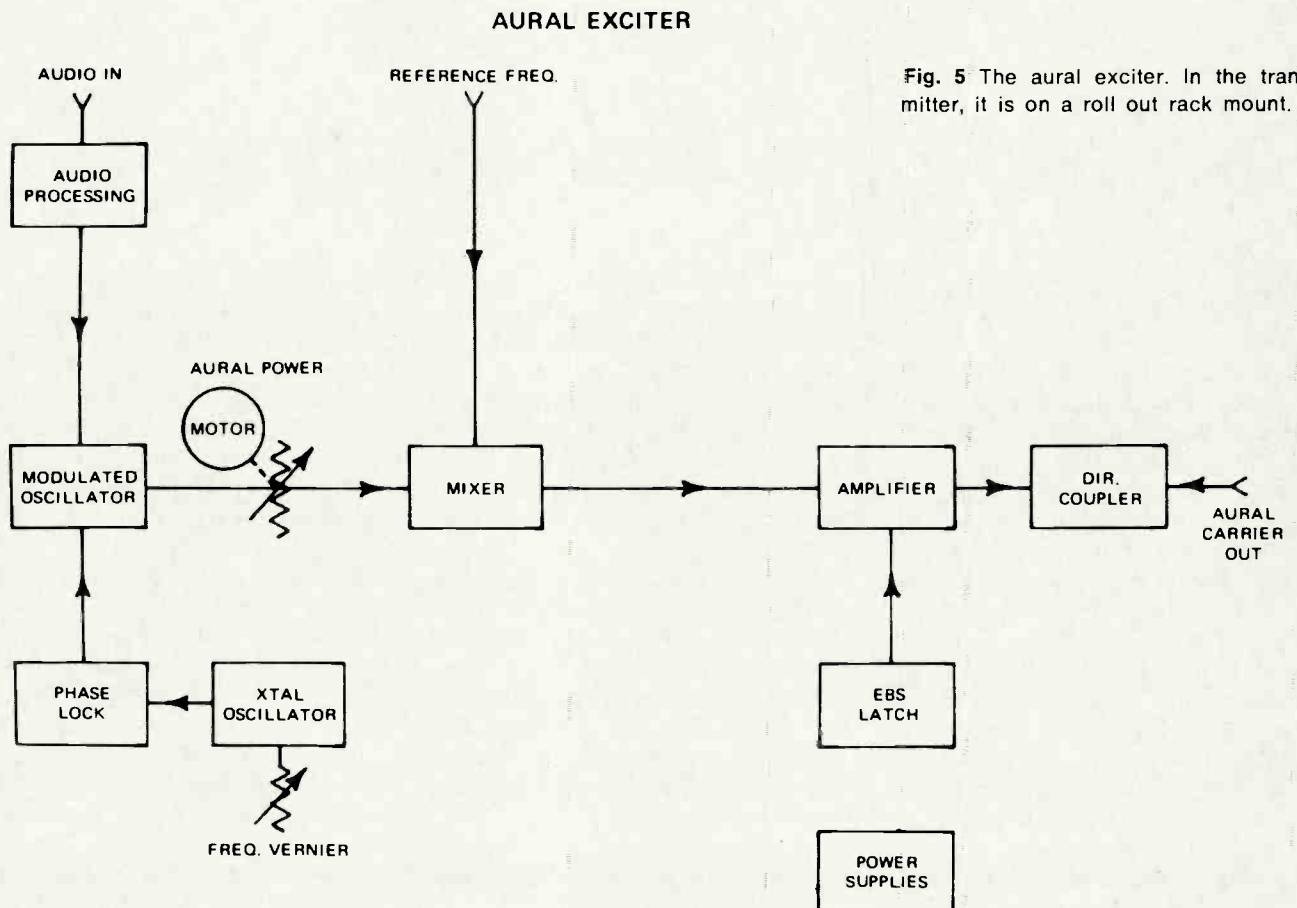 AURAL EXCITER
AUDIO IN
REFERENCE FREQ.
Fig. 5 The aural exciter. In the tran
mitter, it is on a roll out rack mount.
AUDIO
PROCESSING
AURAL POWER
MOTOR
MODULATED
OSCILLATOR
MIXER
AMPLIFIER
DIR.
COUPLER
AURAL
CARRIER
OUT
PHASE
LOCK
XTAL
OSCILLATOR
EBS
LATCH
FREQ. VERNIER
POWER
SUPPLIES